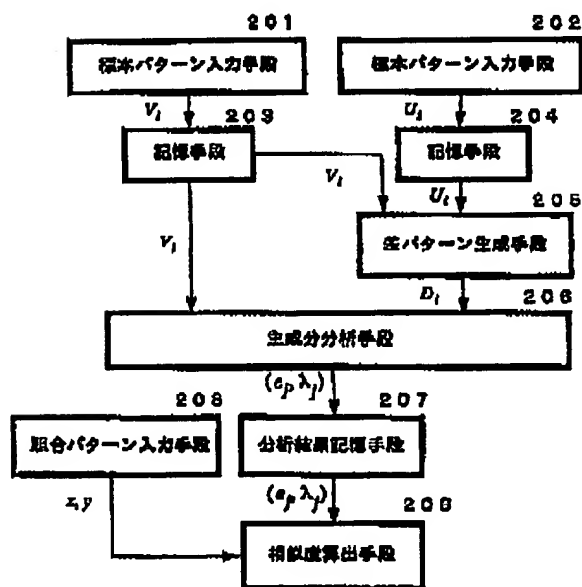 201
202
標本パターン入力手段
標本パターン入力手段
V_i
203
U_i
204
記憶手段
記憶手段
V_i
U_i
205
V_i
差パターン生成手段
D_i
206
主成分分析手段
(e_j, λ_j)
208
207
照合パターン入力手段
分析結果記憶手段
(e_j, λ_j)
x, y
相似度算出手段